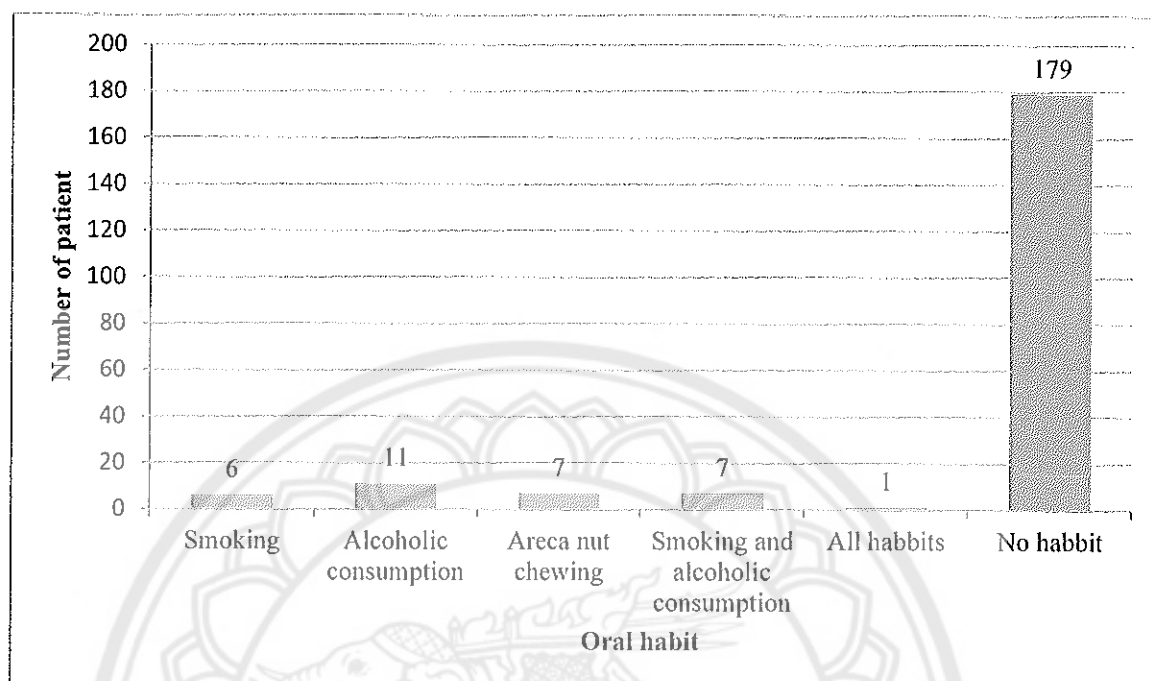 200
180
160
140
120
100
80
60
40
20
0
Number of patient
6
11
7
7
1
179
Smoking
Alcoholic
consumption
Areca nut
chewing
Smoking and
alcoholic
consumption
All habbits
No habbit
Oral habit